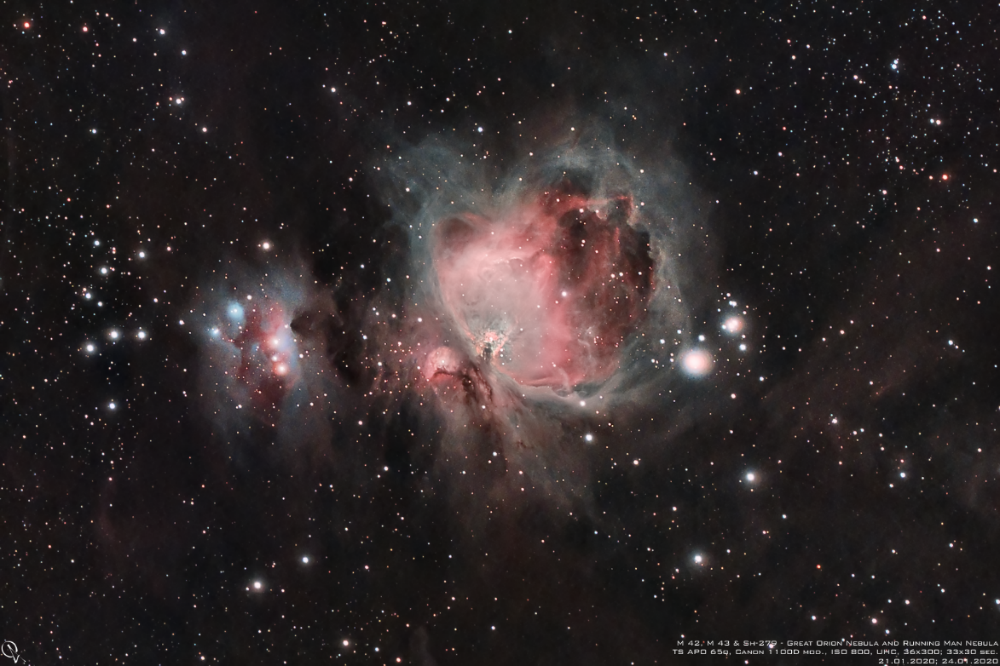 M 42, M 43 & Sh-279 - Great Orion Nebula and Running Man Nebula
TS APO 65q, Canon 1100D mod., ISO 800, UHC, 36x300; 33x30 sec.
21.01.2020; 24.01.202